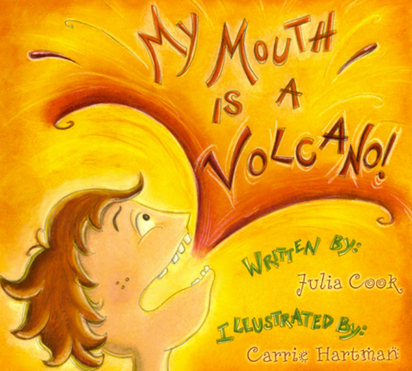 MY MOUTH
IS A
VOLCANO!
WRITTEN BY:
Julia Cook
ILLUSTRATED BY:
Carrie Hartman